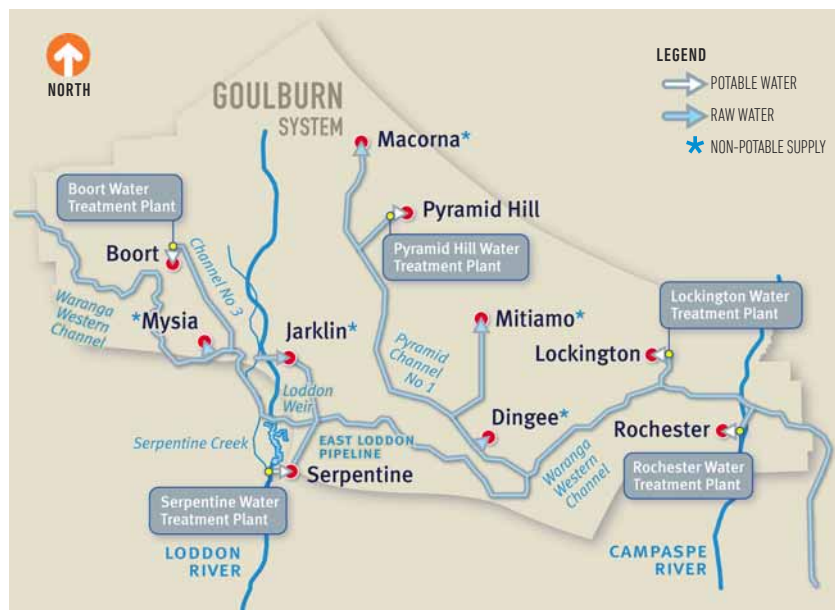 NORTH
GOULBURN
SYSTEM
LEGEND
POTABLE WATER
RAW WATER
* NON-POTABLE SUPPLY
Macorna*
Boort Water
Treatment Plant
Pyramid Hill
Pyramid Hill Water
Treatment Plant
Boort
Channel No 3
Waranga
Western
Channel
*Mysia
Jarklin*
Mitiamo*
Lockington Water
Treatment Plant
Lockington
Pyramid
Channel
No 1
Loddon
Weir
Dingee*
Rochester
Serpentine Creek
EAST LODDON
PIPELINE
Serpentine
Waranga
Western
Channel
Rochester Water
Treatment Plant
Serpentine Water
Treatment Plant
LODDON
RIVER
CAMPASPE
RIVER